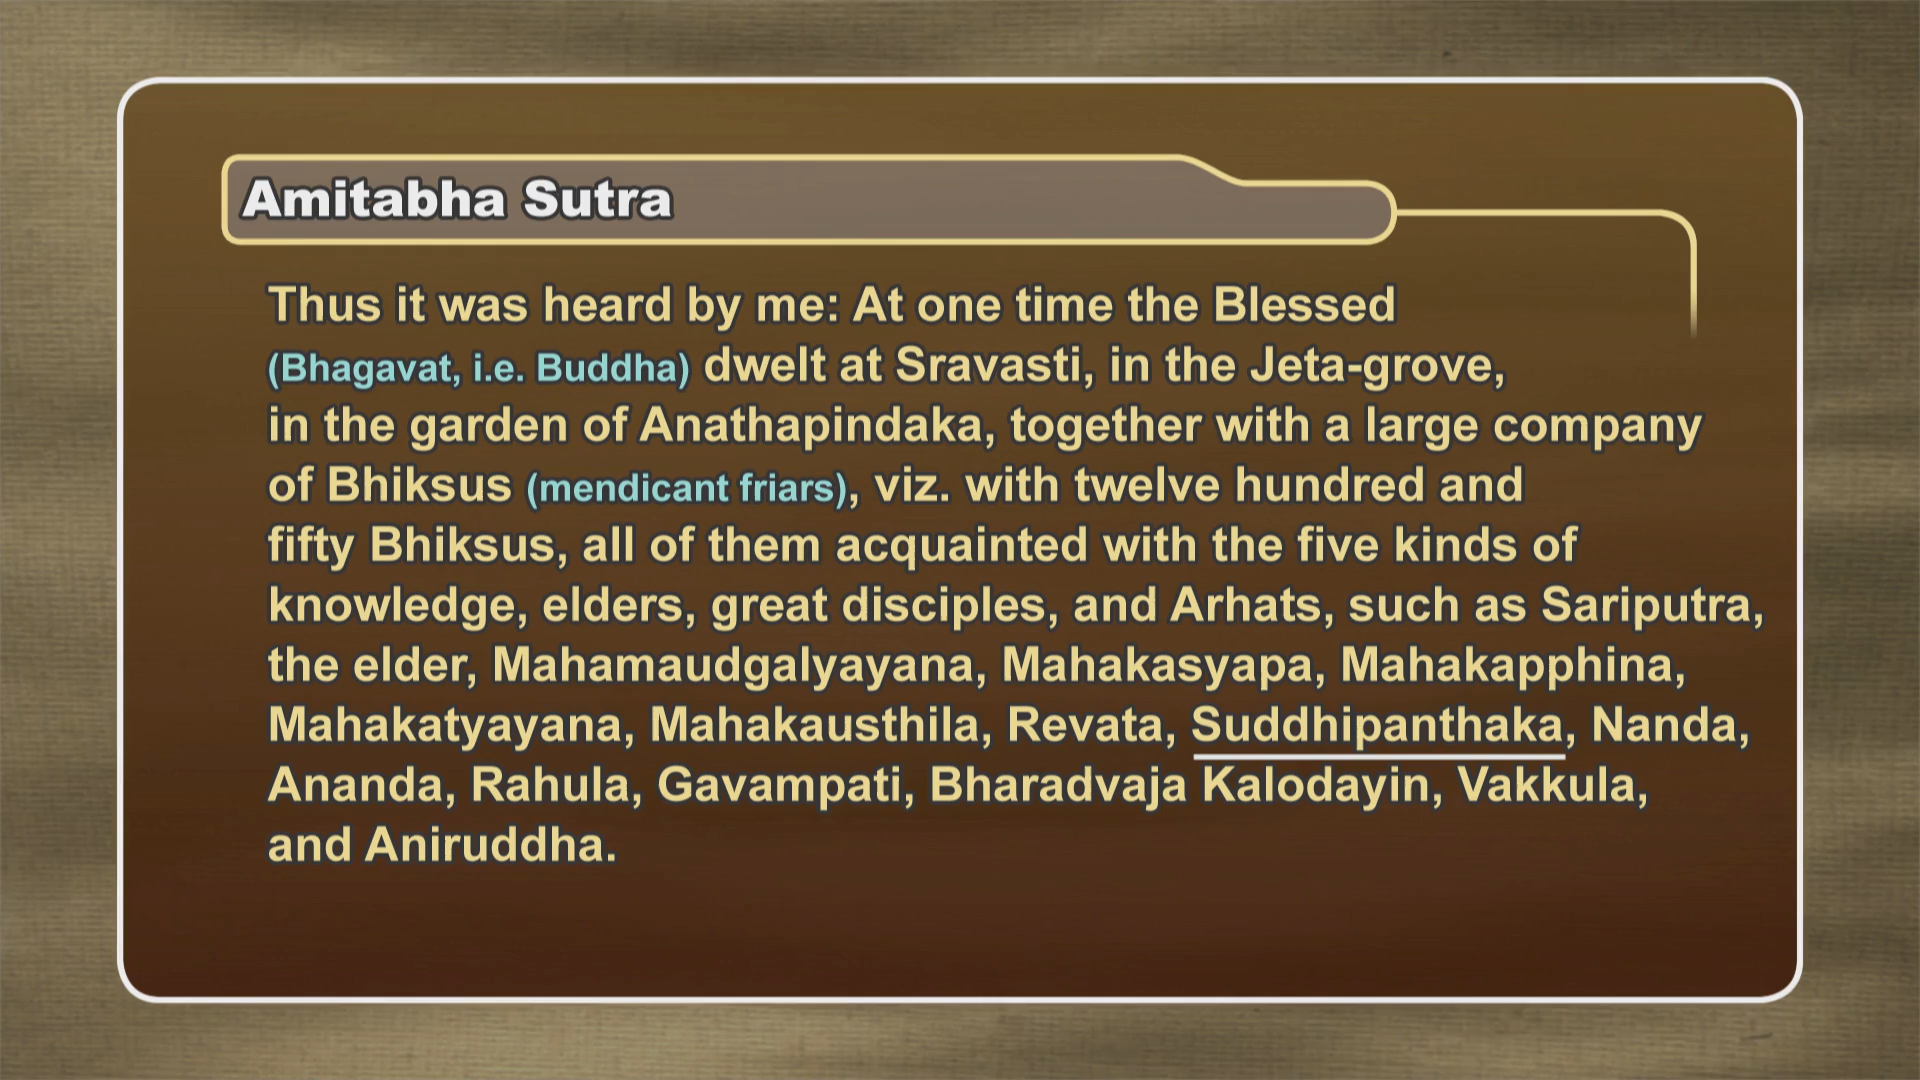 Amitabha Sutra
Thus it was heard by me: At one time the Blessed
(Bhagavat, i.e. Buddha) dwelt at Sravasti, in the Jeta-grove,
in the garden of Anathapindaka, together with a large company
of Bhiksus (mendicant friars), viz. with twelve hundred and
fifty Bhiksus, all of them acquainted with the five kinds of
knowledge, elders, great disciples, and Arhats, such as Sariputra,
the elder, Mahamaudgalyayana, Mahakasyapa, Mahakapphina,
Mahakatyayana, Mahakausthila, Revata, Suddhipanthaka, Nanda,
Ananda, Rahula, Gavampati, Bharadvaja Kalodayin, Vakkula,
and Aniruddha.